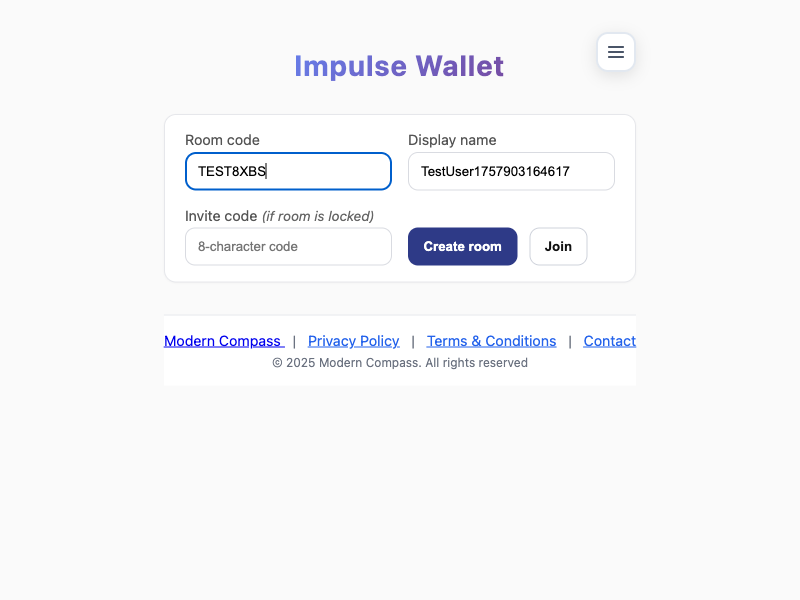 Impulse Wallet
Room code
Display name
TEST8XBS
TestUser1757903164617
Invite code (if room is locked)
8-character code
Create room
Join
Modern Compass | Privacy Policy | Terms & Conditions | Contact
© 2025 Modern Compass. All rights reserved